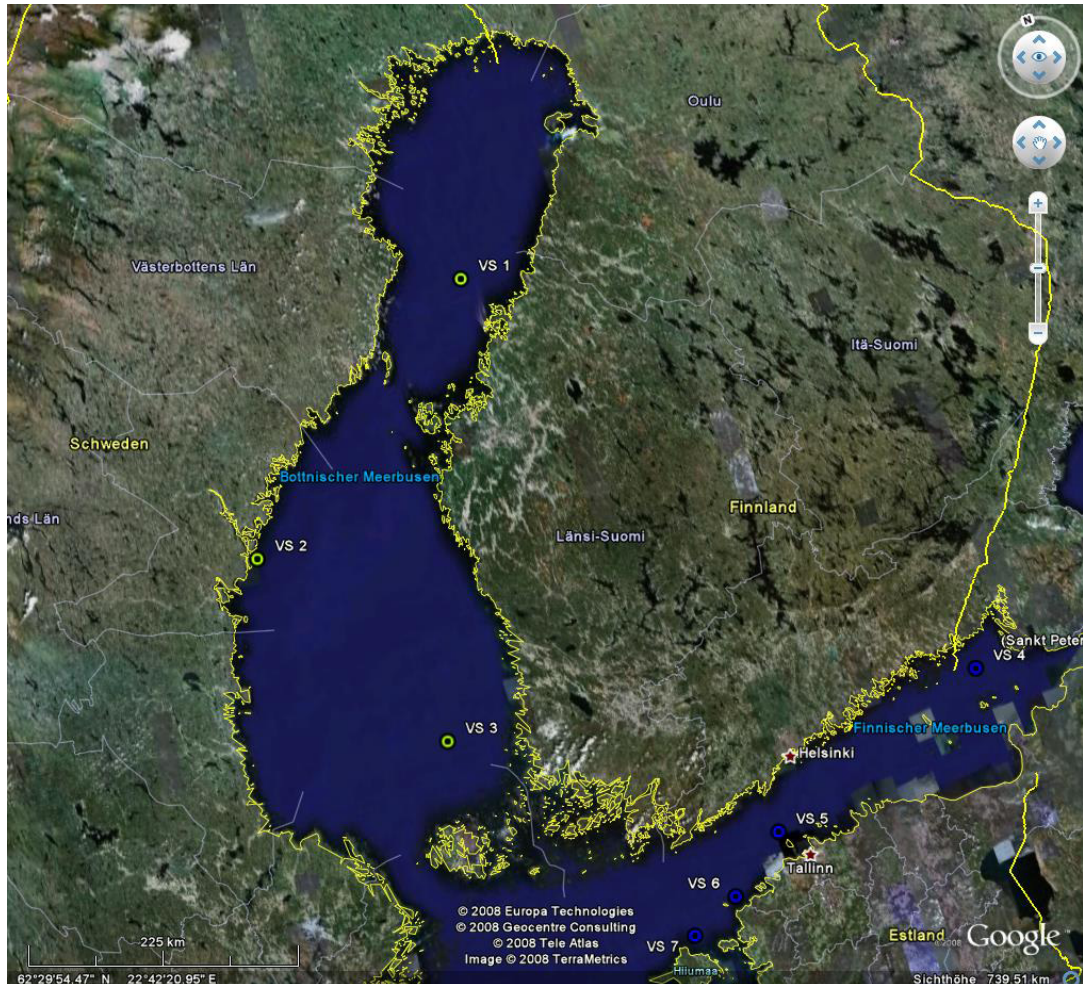 N
Oulu
Västerbottens Län
VS 1
Itä-Suomi
Schweden
Bottnischer Meerbusen
Finnland
nds Län
Länsi-Suomi
VS 2
(Sankt Peter
VS 4
VS 3
Finnischer Meerbusen
Helsinki
VS 5
Tallinn
VS 6
© 2008 Europa Technologies
© 2008 Geocentre Consulting
© 2008 Tele Atlas
Image © 2008 TerraMetrics
VS 7
Estland
© 2008 Google
225 km
Hiiumaa
62°29'54.47" N 22°42'20.95" E
Sichthöhe 739.51 km